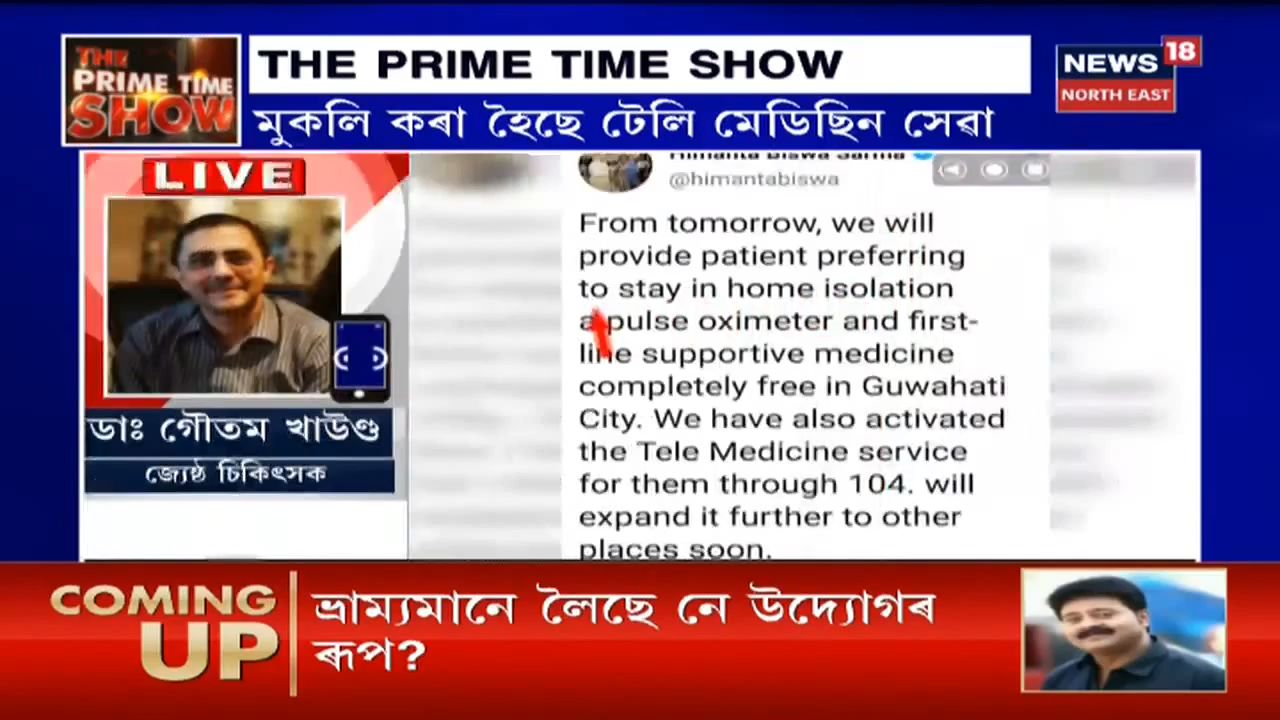 THE
PRIME TIME
SHOW
THE PRIME TIME SHOW
মুকলি কৰা হৈছে টেলি মেডিছিন সেৱা
NEWS 18
NORTH EAST
LIVE
ডাঃ গৌতম খাউণ্ড
জ্যেষ্ঠ চিকিৎসক
Himanta Biswa Sarma
@himantabiswa
From tomorrow, we will
provide patient preferring
to stay in home isolation
a pulse oximeter and first-
line supportive medicine
completely free in Guwahati
City. We have also activated
the Tele Medicine service
for them through 104. will
expand it further to other
places soon.
COMING
UP
ভ্ৰাম্যমানে লৈছে নে উদ্যোগৰ
ৰূপ?